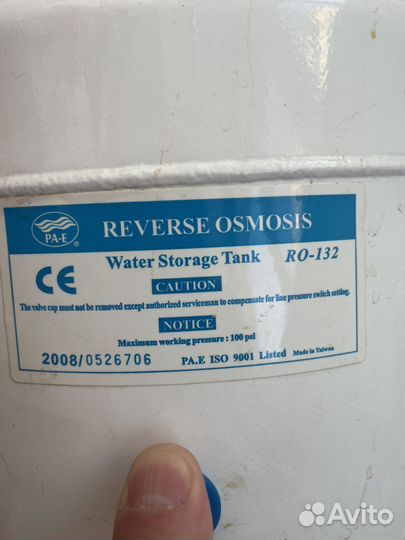 PA-E ®
REVERSE OSMOSIS
CE
Water Storage Tank RO-132
CAUTION
The valve cap must not be removed except authorized serviceman to compensate for line pressure switch setting.
NOTICE
Maximum working pressure : 100 psi
2008/0526706 PA.E ISO 9001 Listed Made in Taiwan
Avito